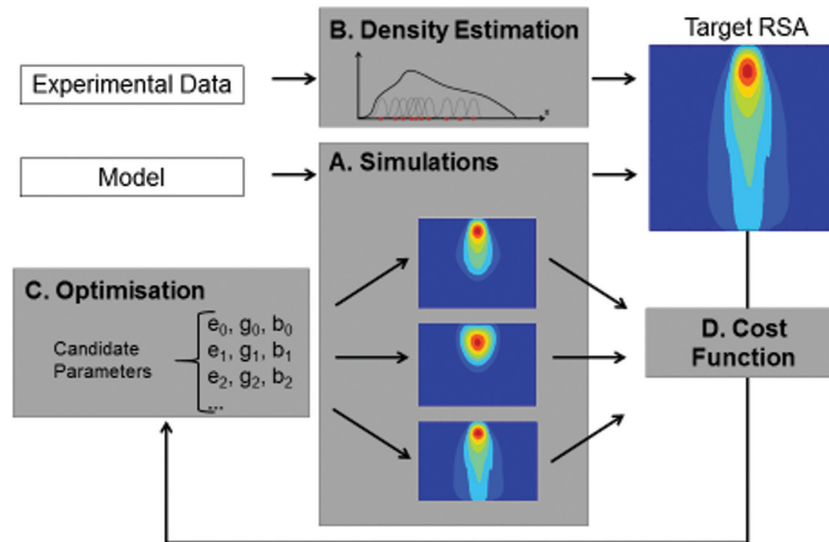 B. Density Estimation
Target RSA
Experimental Data
x
Model
A. Simulations
C. Optimisation
Candidate
Parameters
e₀, g₀, b₀
e₁, g₁, b₁
e₂, g₂, b₂
...
D. Cost
Function